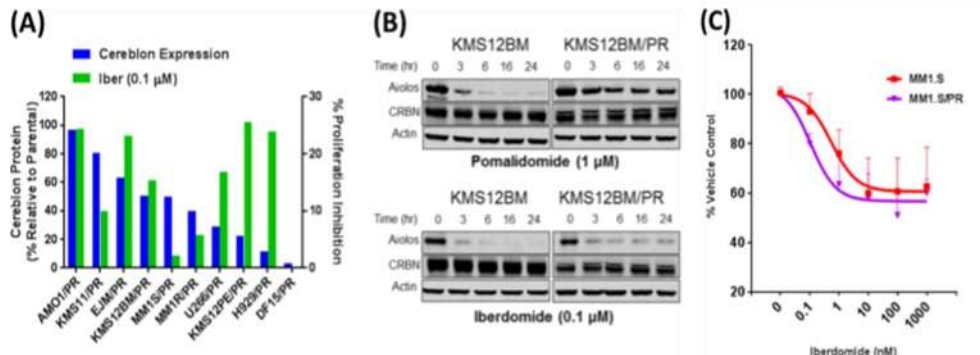 (A)
Cereblon Expression
Iber (0.1 μM)
Cereblon Protein
(% Relative to Parental)
120
100
80
60
40
20
0
% Proliferation Inhibition
30
20
10
0
AMO1/PR
KMS11/PR
EJM/PR
KMS12BM/PR
MM1S/PR
MM1R/PR
U266/PR
KMS12PE/PR
H929/PR
DF15/PR
(B)
KMS12BM KMS12BM/PR
Time (hr) 0 3 6 16 24 0 3 6 16 24
Aiolos
CRBN
Actin
Pomalidomide (1 μM)
KMS12BM KMS12BM/PR
Time (hr) 0 3 6 16 24 0 3 6 16 24
Aiolos
CRBN
Actin
Iberdomide (0.1 μM)
(C)
% Vehicle Control
120
100
80
60
40
20
MM1.S
MM1.S/PR
0 0.1 1 10 100 1000
Iberdomide (nM)